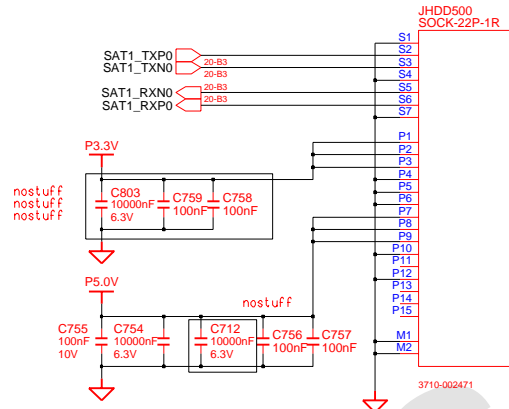 JHDD500
SOCK-22P-1R
S1
SAT1_TXP0 S2
SAT1_TXN0 20-B3 S3
20-B3 S4
SAT1_RXN0 S5
SAT1_RXP0 20-B3 S6
20-B3 S7
P1
P3.3V P2
P3
P4
nostuff C803 C759 C758 P5
nostuff 10000nF 100nF 100nF P6
nostuff 6.3V P7
P8
P9
P10
P11
P5.0V P12
P13
nostuff P14
P15
C755 C754 C712 C756 C757
100nF 10000nF 10000nF 100nF 100nF M1
10V 6.3V 6.3V M2
3710-002471